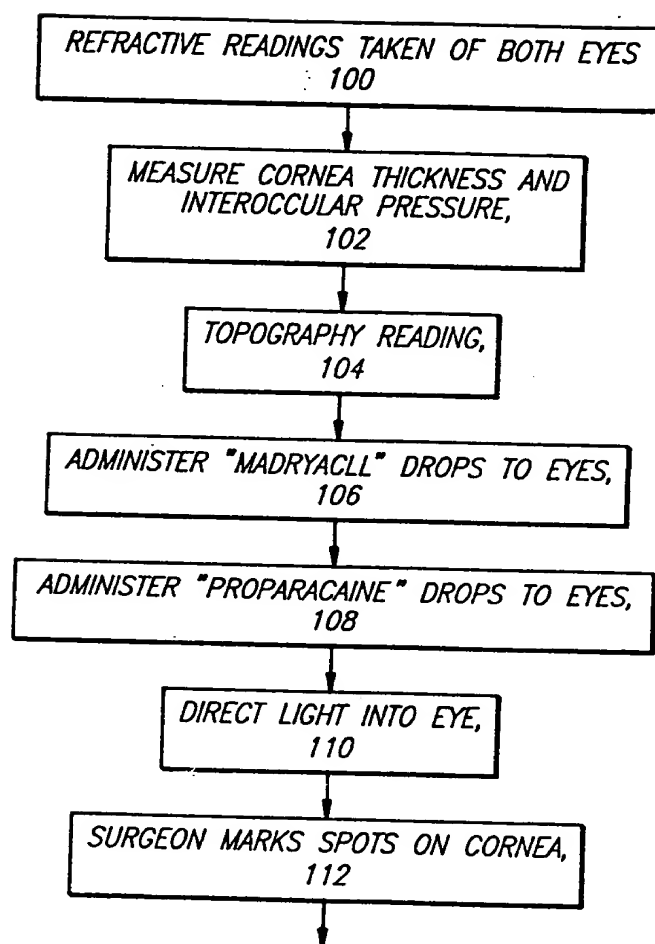 REFRACTIVE READINGS TAKEN OF BOTH EYES
100
MEASURE CORNEA THICKNESS AND
INTEROCCULAR PRESSURE,
102
TOPOGRAPHY READING,
104
ADMINISTER "MADRYACLL" DROPS TO EYES,
106
ADMINISTER "PROPARACAINE" DROPS TO EYES,
108
DIRECT LIGHT INTO EYE,
110
SURGEON MARKS SPOTS ON CORNEA,
112